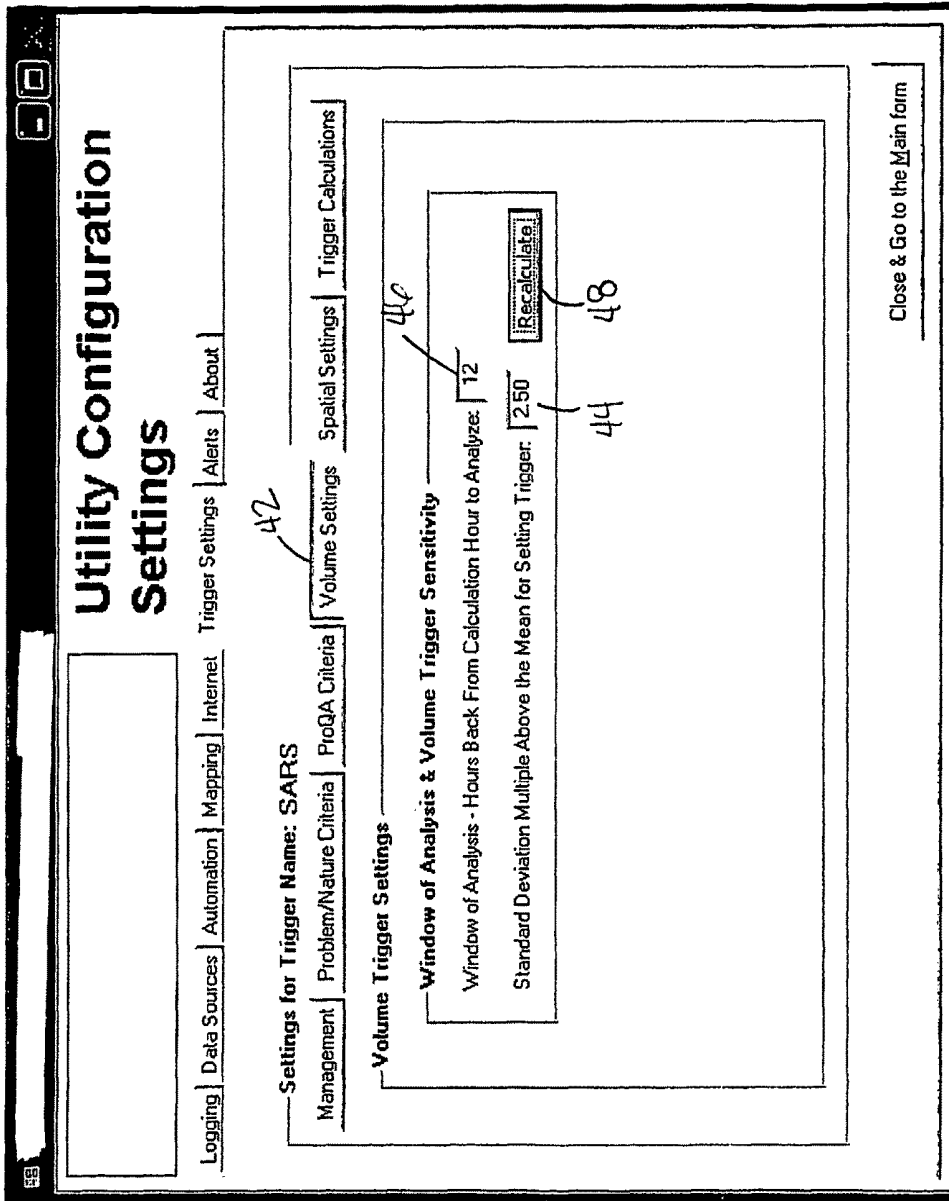 Utility Configuration
Settings
Logging Data Sources Automation Mapping Internet Trigger Settings Alerts About
Settings for Trigger Name: SARS
42
Management Problem/Nature Criteria ProQA Criteria Volume Settings Spatial Settings Trigger Calculations
Volume Trigger Settings
Window of Analysis & Volume Trigger Sensitivity
46
Window of Analysis - Hours Back From Calculation Hour to Analyze: 12
Standard Deviation Multiple Above the Mean for Setting Trigger: 2.50 Recalculate
44 48
Close & Go to the Main form